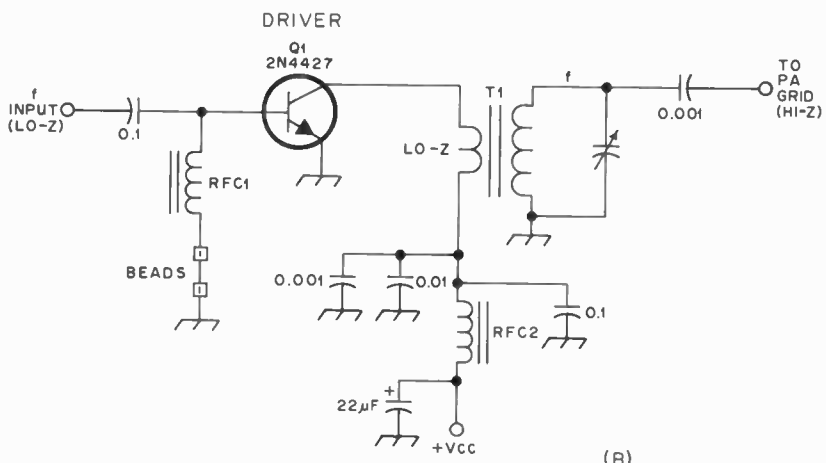 DRIVER
Q1
2N4427
f
INPUT
(LO-Z)
0.1
RFC1
BEADS
LO-Z
T1
f
0.001
TO
PA
GRID
(HI-Z)
0.001
0.01
0.1
RFC2
22µF
+
+VCC
(B)